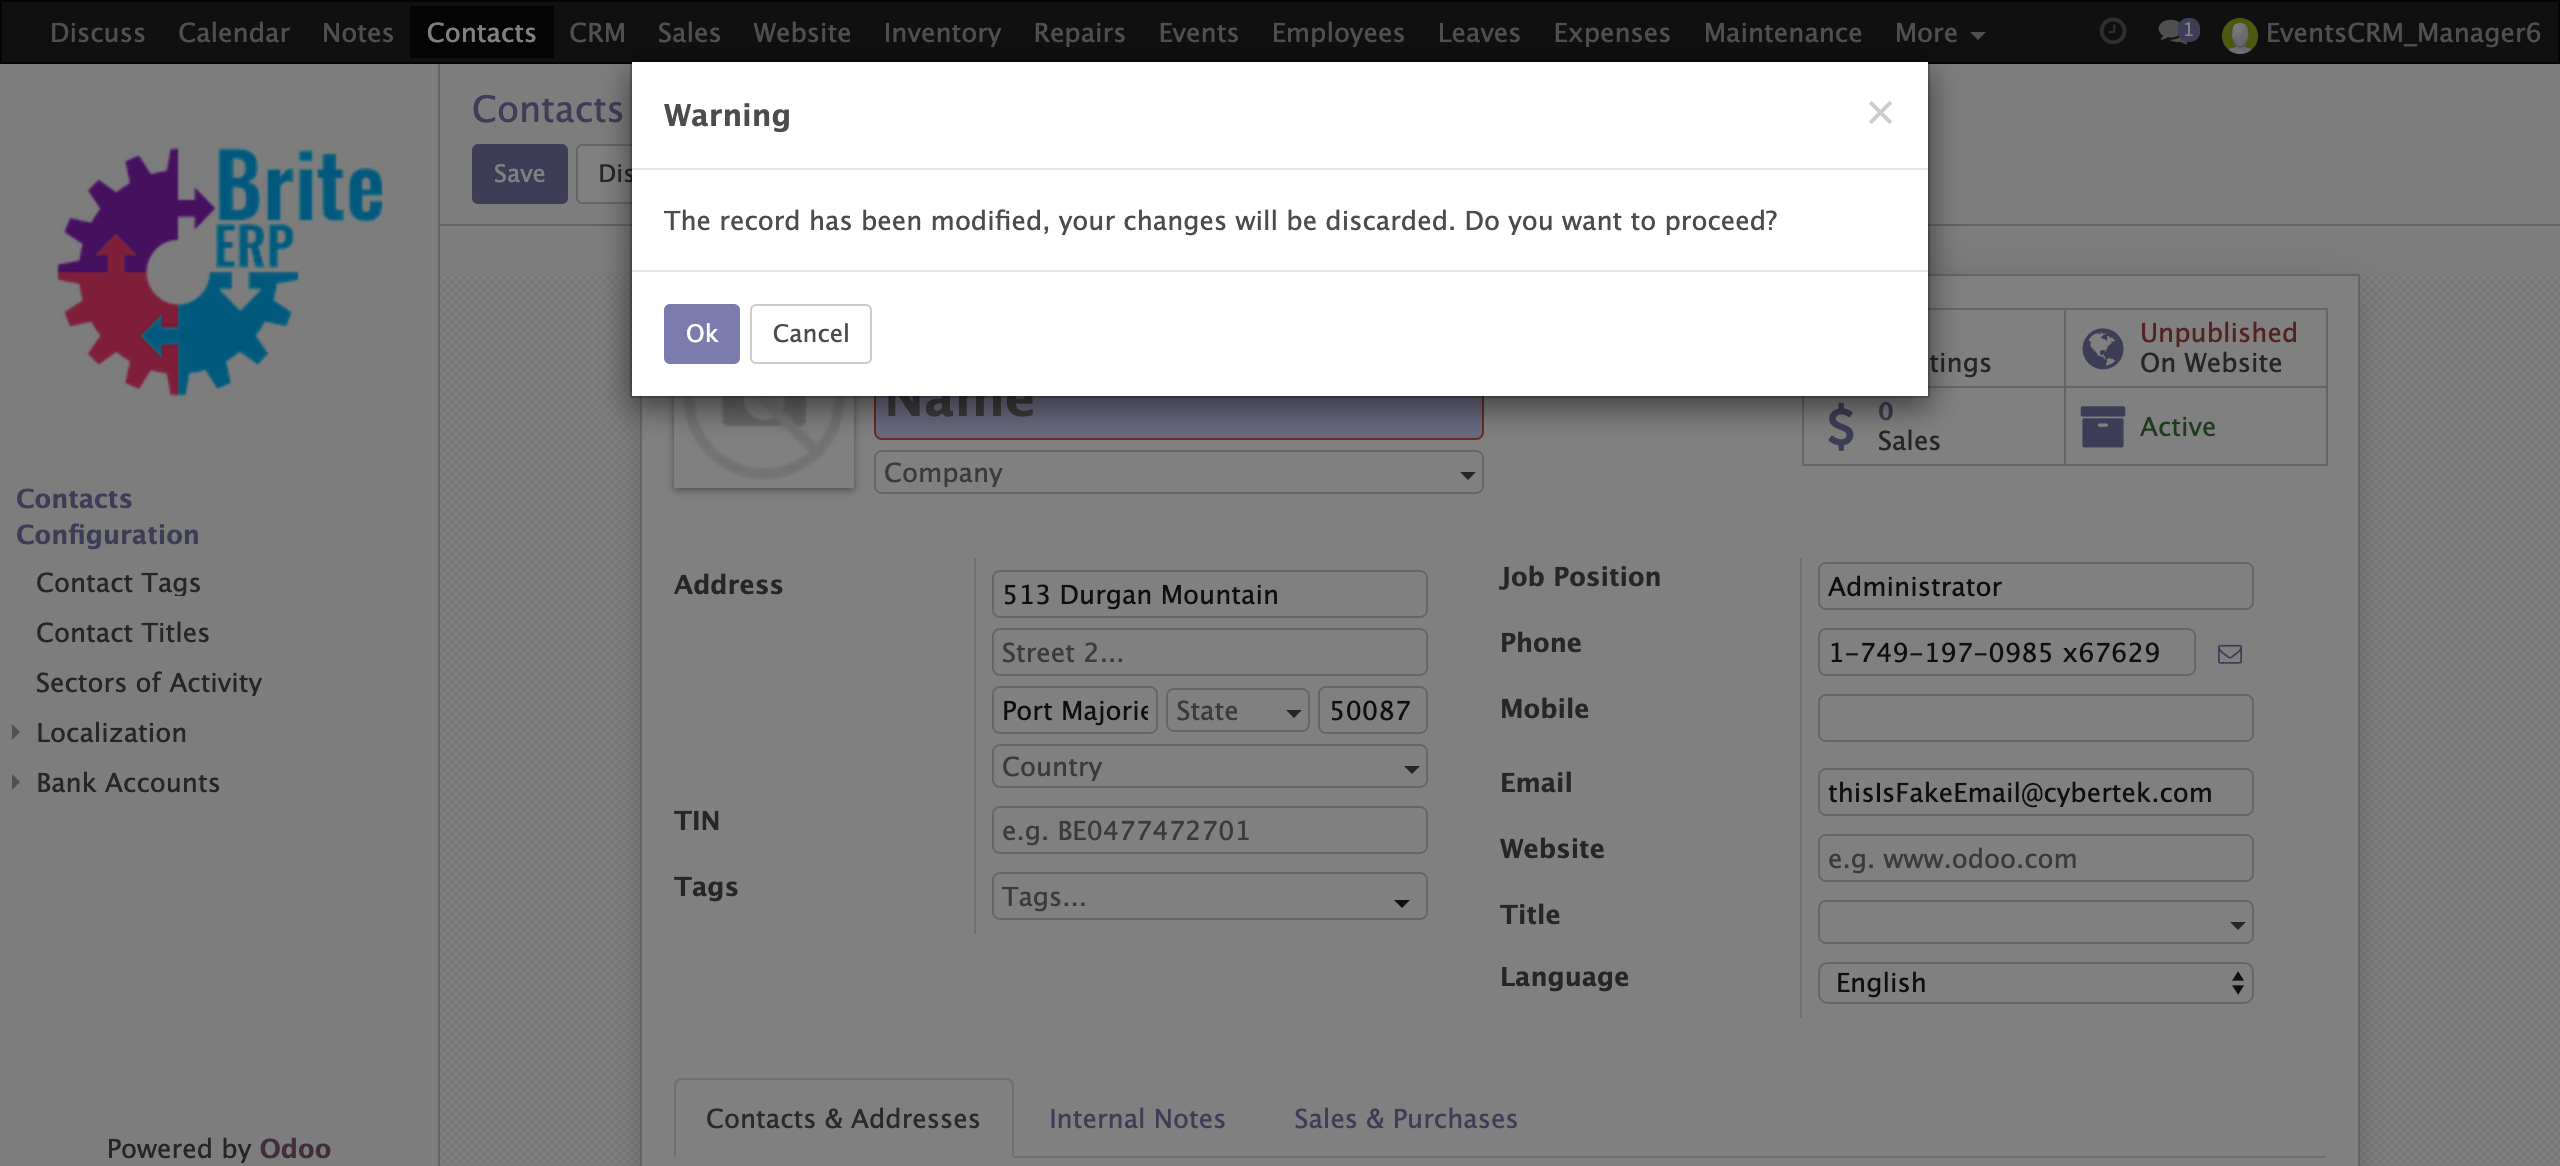 Discuss Calendar Notes Contacts CRM Sales Website Inventory Repairs Events Employees Leaves Expenses Maintenance More 1 EventsCRM_Manager6
Brite
ERP
Contacts
Configuration
Contact Tags
Contact Titles
Sectors of Activity
Localization
Bank Accounts
Powered by Odoo
Contacts
Save Dis
Warning ×
The record has been modified, your changes will be discarded. Do you want to proceed?
Ok Cancel
tings
Unpublished
On Website
$ 0
Sales
Active
Name
Company
Address
513 Durgan Mountain
Street 2...
Port Majorie State 50087
Country
TIN e.g. BE0477472701
Tags Tags...
Job Position Administrator
Phone 1-749-197-0985 x67629
Mobile
Email thisIsFakeEmail@cybertek.com
Website e.g. www.odoo.com
Title
Language English
Contacts & Addresses Internal Notes Sales & Purchases